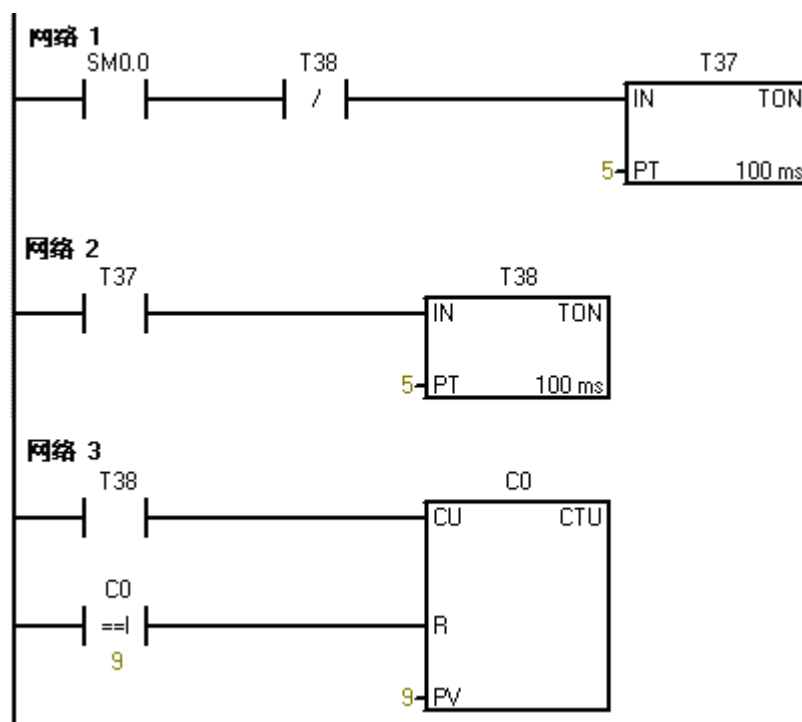 网络 1
SM0.0 T38 T37
/ IN TON
5 PT 100 ms
网络 2
T37 T38
IN TON
5 PT 100 ms
网络 3
T38 C0
CU CTU
C0
==I R
9
9 PV